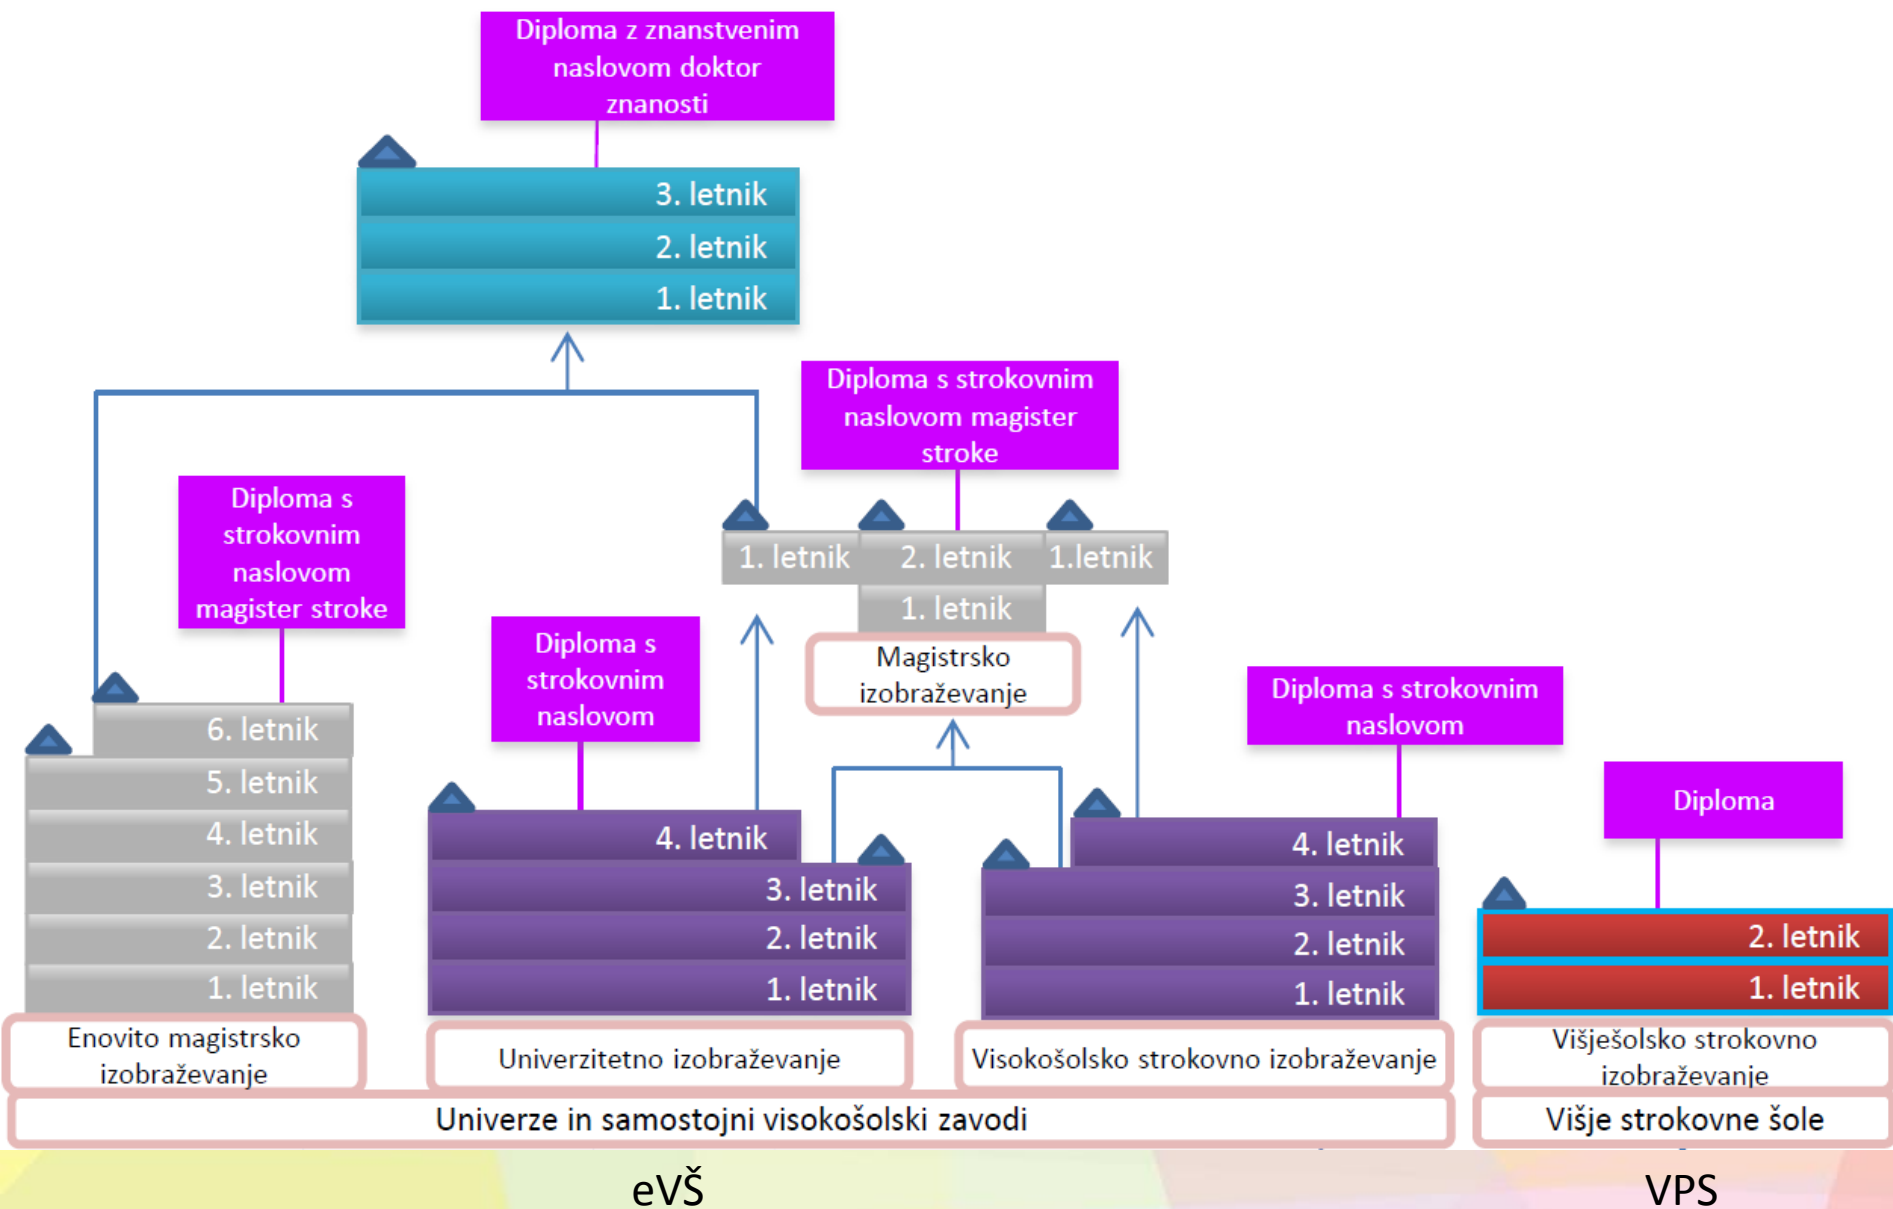 Diploma z znanstvenim
naslovom doktor
znanosti
3. letnik
2. letnik
1. letnik
Diploma s strokovnim
naslovom magister
stroke
Diploma s
strokovnim
naslovom
magister stroke
1. letnik
2. letnik
1.letnik
1. letnik
Magistrsko
izobraževanje
Diploma s
strokovnim
naslovom
Diploma s strokovnim
naslovom
Diploma
6. letnik
5. letnik
4. letnik
3. letnik
2. letnik
1. letnik
4. letnik
3. letnik
2. letnik
1. letnik
4. letnik
3. letnik
2. letnik
1. letnik
2. letnik
1. letnik
Enovito magistrsko
izobraževanje
Univerzitetno izobraževanje
Visokošolsko strokovno izobraževanje
Višješolsko strokovno
izobraževanje
Univerze in samostojni visokošolski zavodi
Višje strokovne šole
eVŠ
VPS